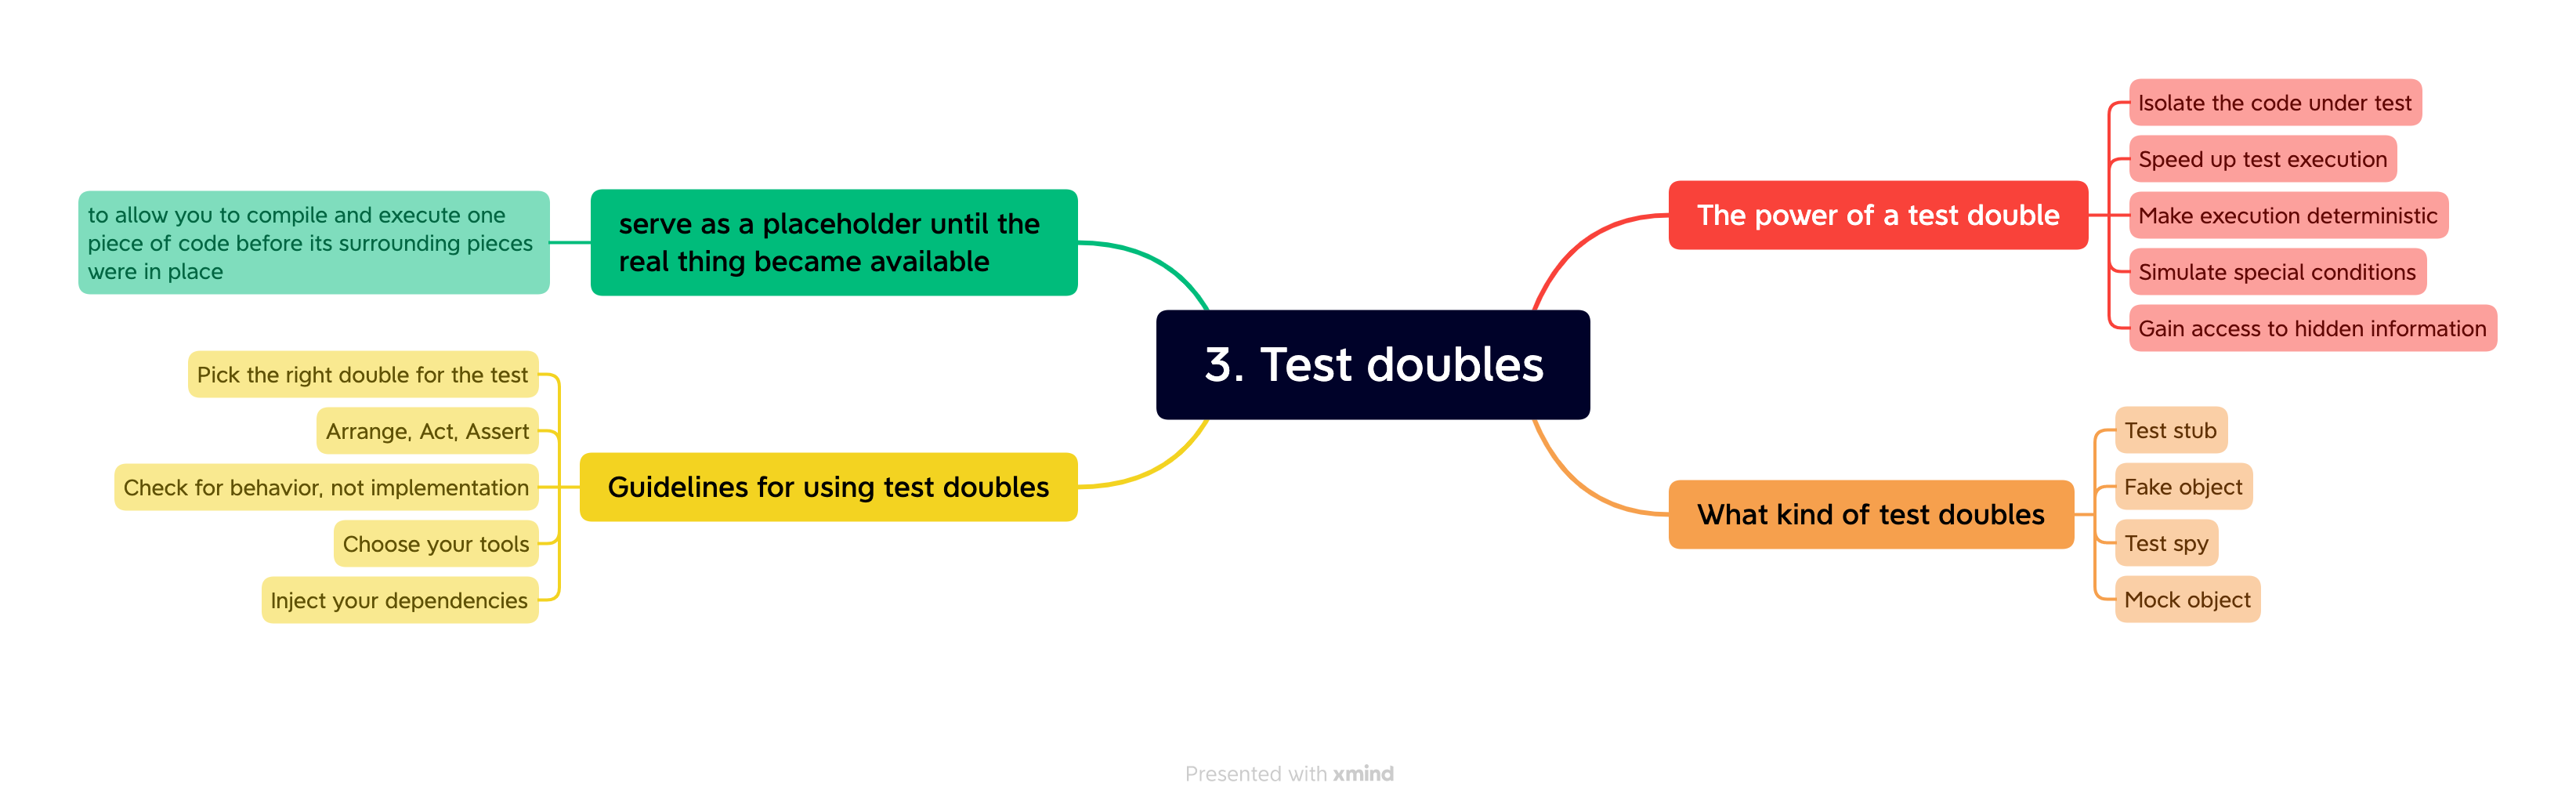 3. Test doubles
The power of a test double
Isolate the code under test
Speed up test execution
Make execution deterministic
Simulate special conditions
Gain access to hidden information
What kind of test doubles
Test stub
Fake object
Test spy
Mock object
Guidelines for using test doubles
Pick the right double for the test
Arrange, Act, Assert
Check for behavior, not implementation
Choose your tools
Inject your dependencies
serve as a placeholder until the
real thing became available
to allow you to compile and execute one
piece of code before its surrounding pieces
were in place
Presented with xmind